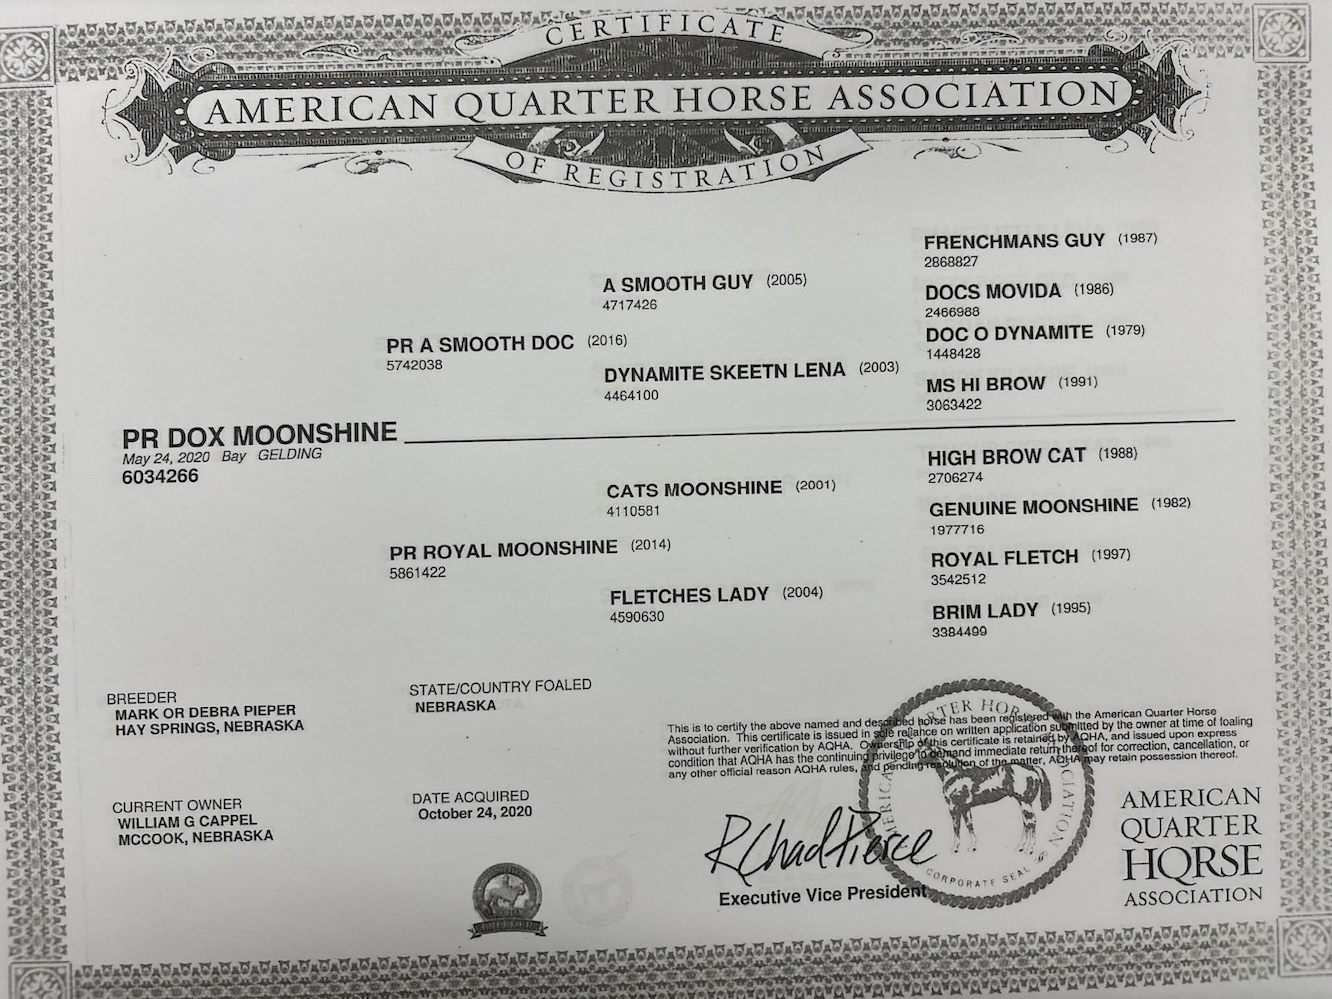 CERTIFICATE
AMERICAN QUARTER HORSE ASSOCIATION
OF REGISTRATION
FRENCHMANS GUY (1987)
2868827
A SMOOTH GUY (2005)
4717426
DOCS MOVIDA (1986)
2466988
PR A SMOOTH DOC (2016)
5742038
DOC O DYNAMITE (1979)
1448428
DYNAMITE SKEETN LENA (2003)
4464100
MS HI BROW (1991)
3063422
PR DOX MOONSHINE
May 24, 2020 Bay GELDING
6034266
HIGH BROW CAT (1988)
2706274
CATS MOONSHINE (2001)
4110581
GENUINE MOONSHINE (1982)
1977716
PR ROYAL MOONSHINE (2014)
5861422
ROYAL FLETCH (1997)
3542512
FLETCHES LADY (2004)
4590630
BRIM LADY (1995)
3384499
BREEDER
MARK OR DEBRA PIEPER
HAY SPRINGS, NEBRASKA
STATE/COUNTRY FOALED
NEBRASKA
This is to certify the above named and described horse has been registered with the American Quarter Horse
Association. This certificate is issued in sole reliance on written application submitted by the owner at time of foaling
without further verification by AQHA. Ownership of this certificate is retained by AQHA, and issued upon express
condition that AQHA has the continuing privilege to demand immediate return thereof for correction, cancellation, or
any other official reason AQHA rules, and pending resolution of the matter, AQHA may retain possession thereof.
CURRENT OWNER
WILLIAM G CAPPEL
MCCOOK, NEBRASKA
DATE ACQUIRED
October 24, 2020
R Chad Pierce
Executive Vice President
CORPORATE SEAL
AMERICAN
QUARTER
HORSE
ASSOCIATION